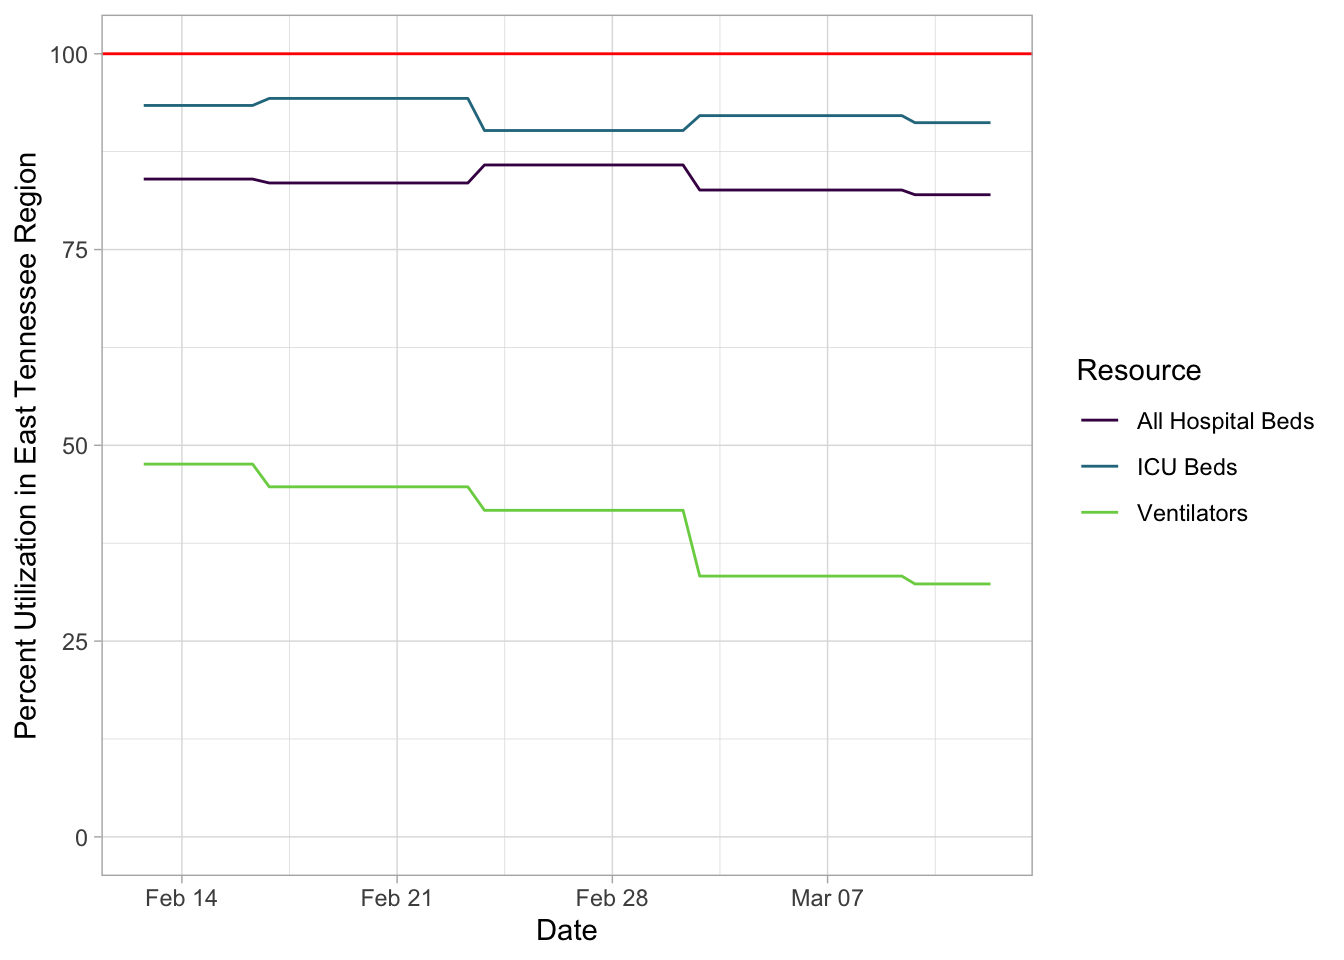 Percent Utilization in East Tennessee Region
100
75
50
25
0
Feb 14
Feb 21
Feb 28
Mar 07
Date
Resource
All Hospital Beds
ICU Beds
Ventilators